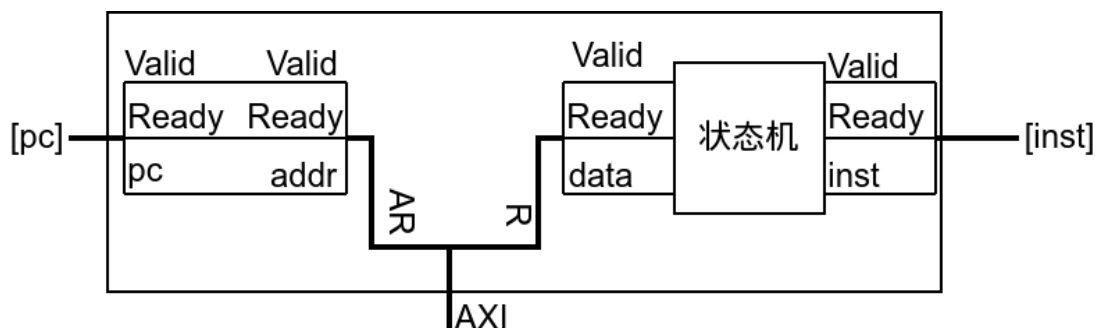 Valid
Valid
Valid
Valid
Ready
Ready
Ready
Ready
[pc]
状态机
[inst]
pc
addr
data
inst
AR
R
AXI